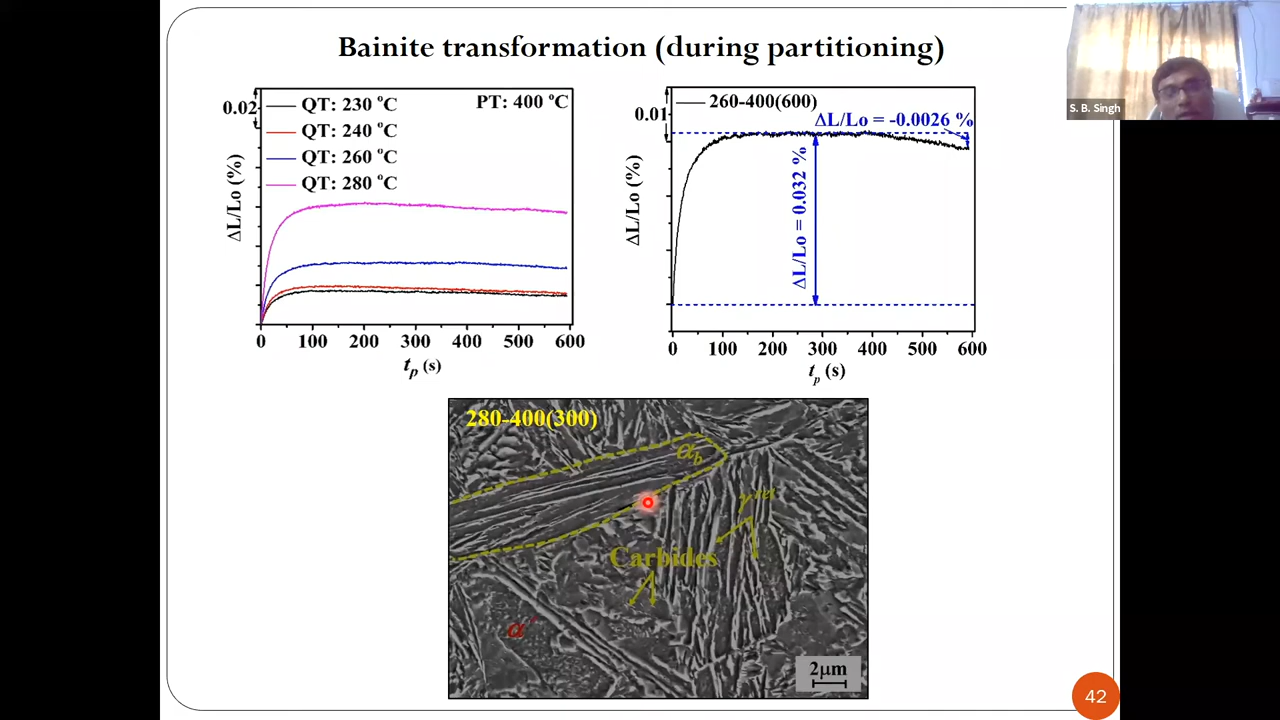 Bainite transformation (during partitioning)
0.02
QT: 230 °C
PT: 400 °C
QT: 240 °C
QT: 260 °C
QT: 280 °C
ΔL/Lo (%)
0 100 200 300 400 500 600
tp (s)
0.01
260-400(600)
ΔL/Lo = -0.0026 %
ΔL/Lo = 0.032 %
ΔL/Lo (%)
0 100 200 300 400 500 600
tp (s)
S. B. Singh
280-400(300)
αb
γret
Carbides
α'
2μm
42